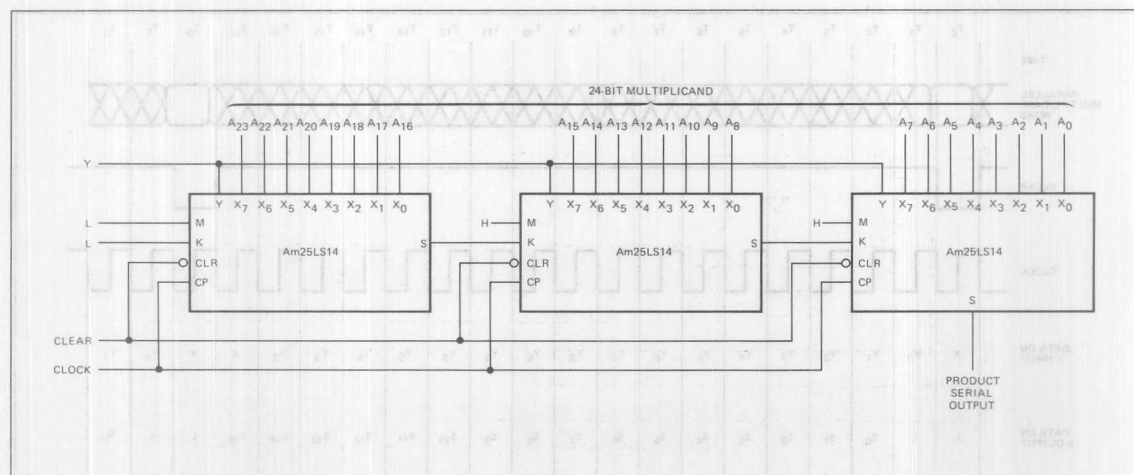 24-BIT MULTIPLICAND
A23 A22 A21 A20 A19 A18 A17 A16
A15 A14 A13 A12 A11 A10 A9 A8
A7 A6 A5 A4 A3 A2 A1 A0
Y
Y X7 X6 X5 X4 X3 X2 X1 X0
L M
L K
Am25LS14
S
CLR
CP
Y X7 X6 X5 X4 X3 X2 X1 X0
H M
K
Am25LS14
S
CLR
CP
Y X7 X6 X5 X4 X3 X2 X1 X0
H M
K
Am25LS14
CLR
CP
S
CLEAR
CLOCK
PRODUCT
SERIAL
OUTPUT